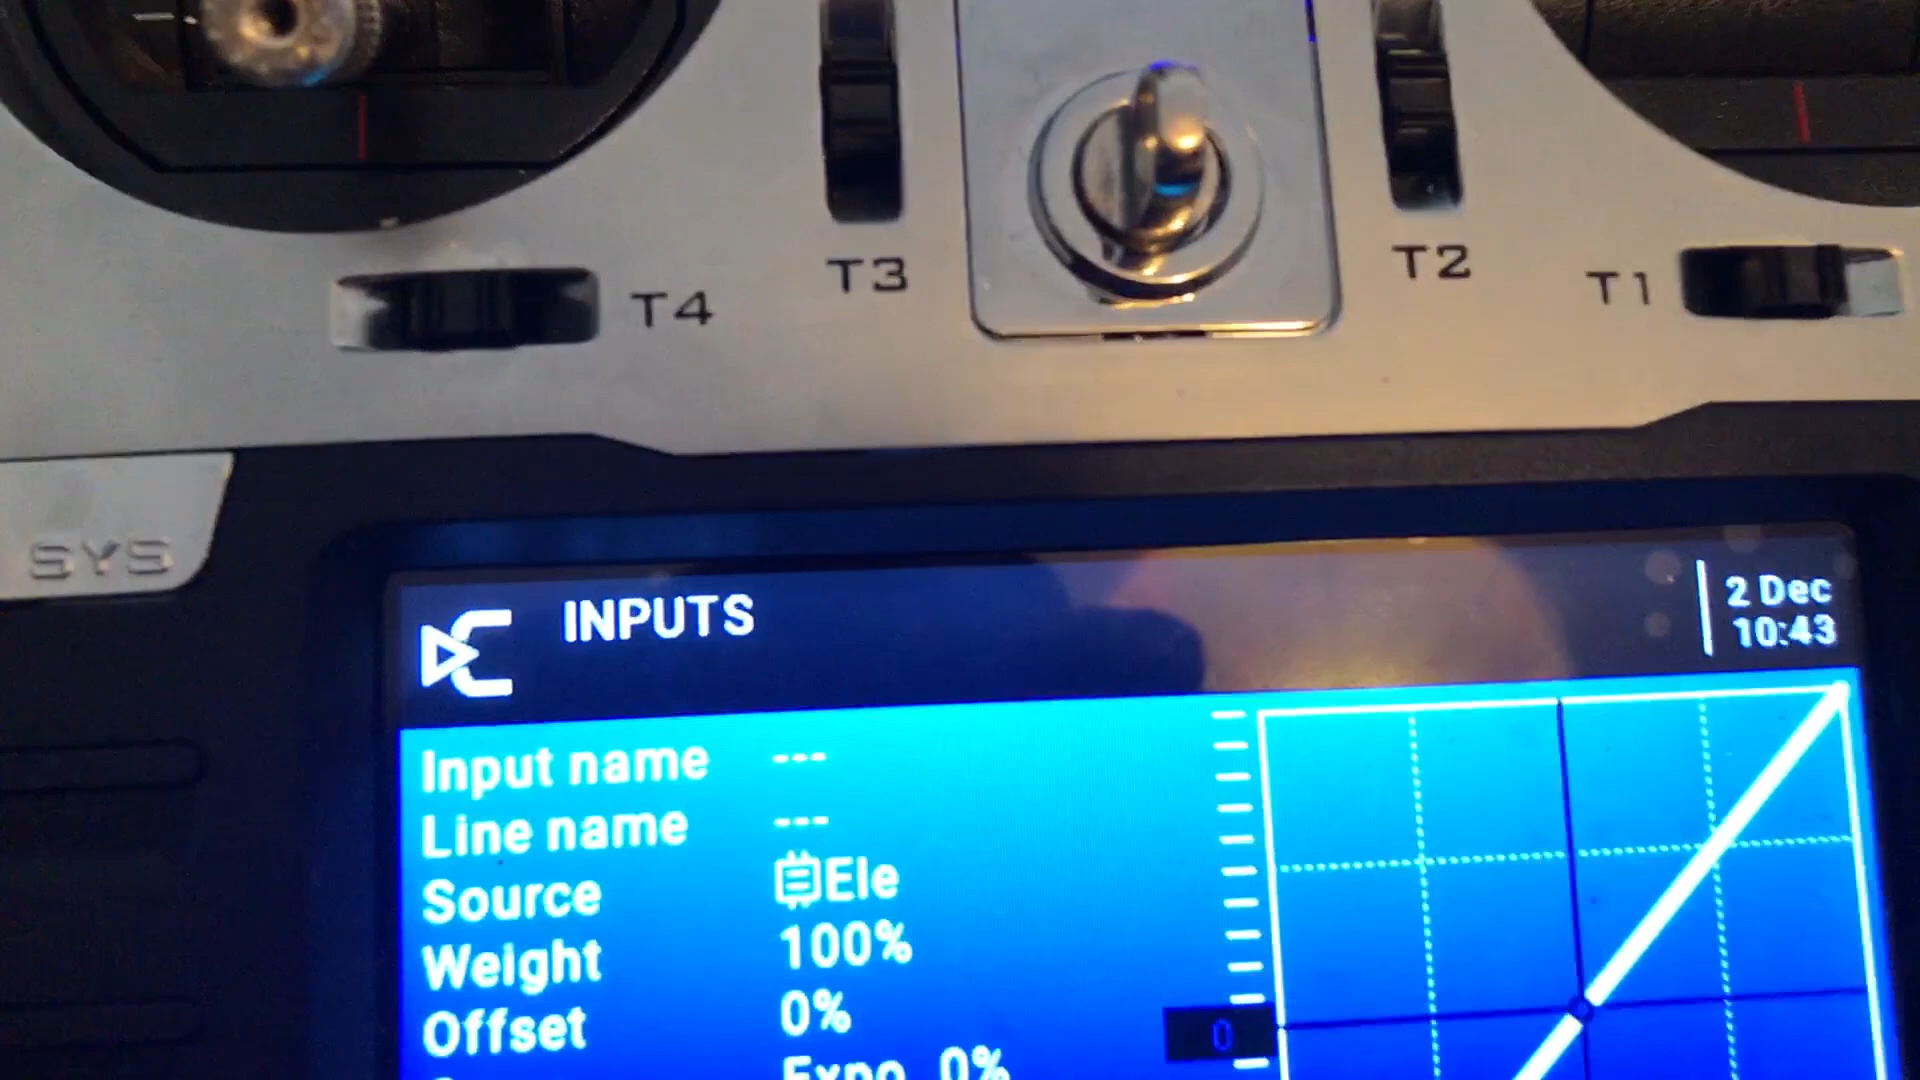 T3
T2
T1
T4
SYS
INPUTS
2 Dec
10:43
Input name ---
Line name ---
Source Ele
Weight 100%
Offset 0%
0
Expo 0%